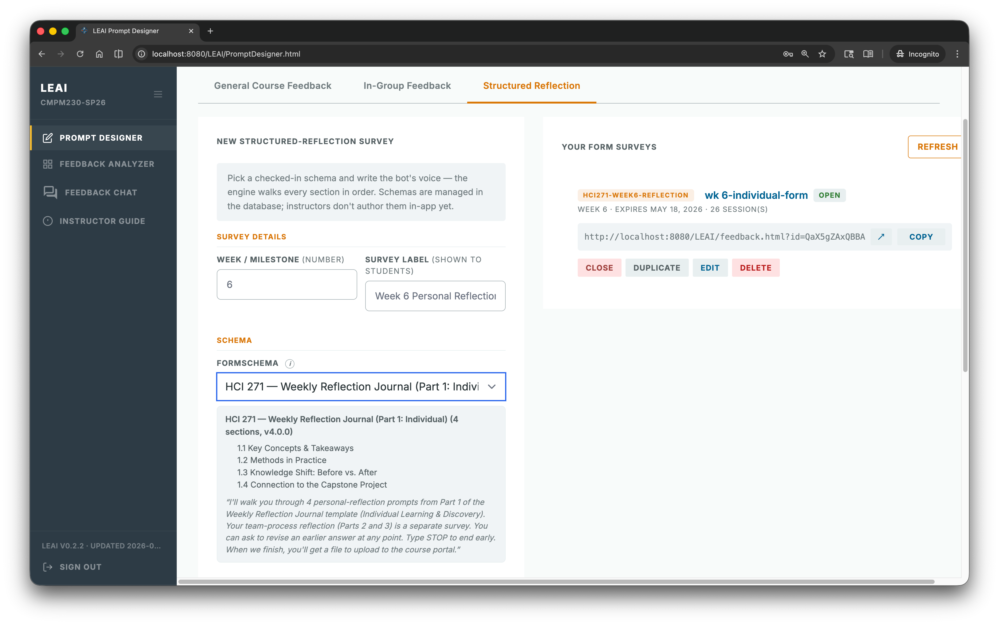 LEAI Prompt Designer
localhost:8080/LEAI/PromptDesigner.html
Incognito
LEAI
CMPM230-SP26
PROMPT DESIGNER
FEEDBACK ANALYZER
FEEDBACK CHAT
INSTRUCTOR GUIDE
LEAI V0.2.2 · UPDATED 2026-0...
SIGN OUT
General Course Feedback
In-Group Feedback
Structured Reflection
NEW STRUCTURED-REFLECTION SURVEY
Pick a checked-in schema and write the bot's voice — the
engine walks every section in order. Schemas are managed in
the database; instructors don't author them in-app yet.
SURVEY DETAILS
WEEK / MILESTONE (NUMBER)
6
SURVEY LABEL (SHOWN TO
STUDENTS)
Week 6 Personal Reflection
SCHEMA
FORMSCHEMA i
HCI 271 — Weekly Reflection Journal (Part 1: Indivi
HCI 271 — Weekly Reflection Journal (Part 1: Individual) (4
sections, v4.0.0)
1.1 Key Concepts & Takeaways
1.2 Methods in Practice
1.3 Knowledge Shift: Before vs. After
1.4 Connection to the Capstone Project
“I'll walk you through 4 personal-reflection prompts from Part 1 of the
Weekly Reflection Journal template (Individual Learning & Discovery).
Your team-process reflection (Parts 2 and 3) is a separate survey. You
can ask to revise an earlier answer at any point. Type STOP to end early.
When we finish, you'll get a file to upload to the course portal.”
YOUR FORM SURVEYS
REFRESH
HCI271-WEEK6-REFLECTION wk 6-individual-form OPEN
WEEK 6 · EXPIRES MAY 18, 2026 · 26 SESSION(S)
http://localhost:8080/LEAI/feedback.html?id=QaX5gZAxQBBA ↗ COPY
CLOSE DUPLICATE EDIT DELETE